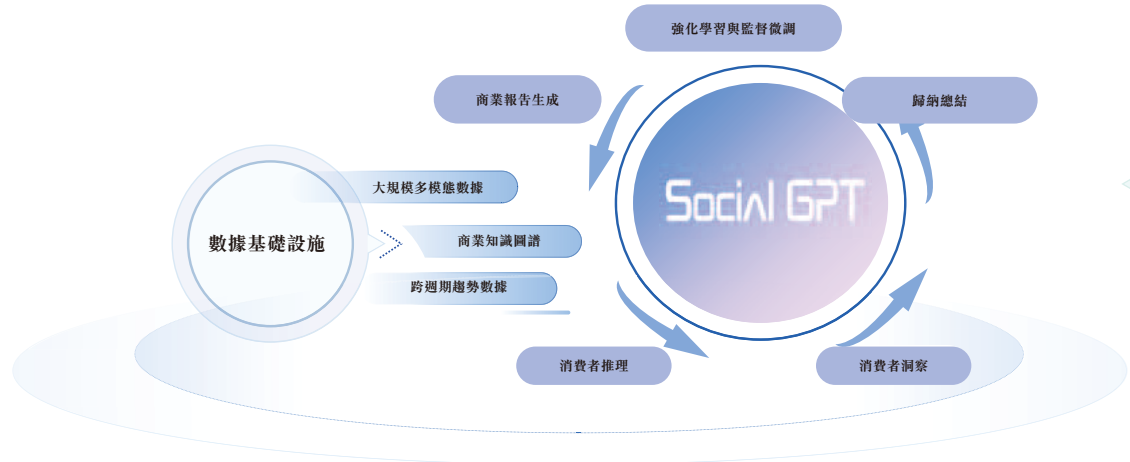 強化學習與監督微調
商業報告生成
歸納總結
大規模多模態數據
Social GPT
數據基礎設施
商業知識圖譜
跨週期趨勢數據
消費者推理
消費者洞察